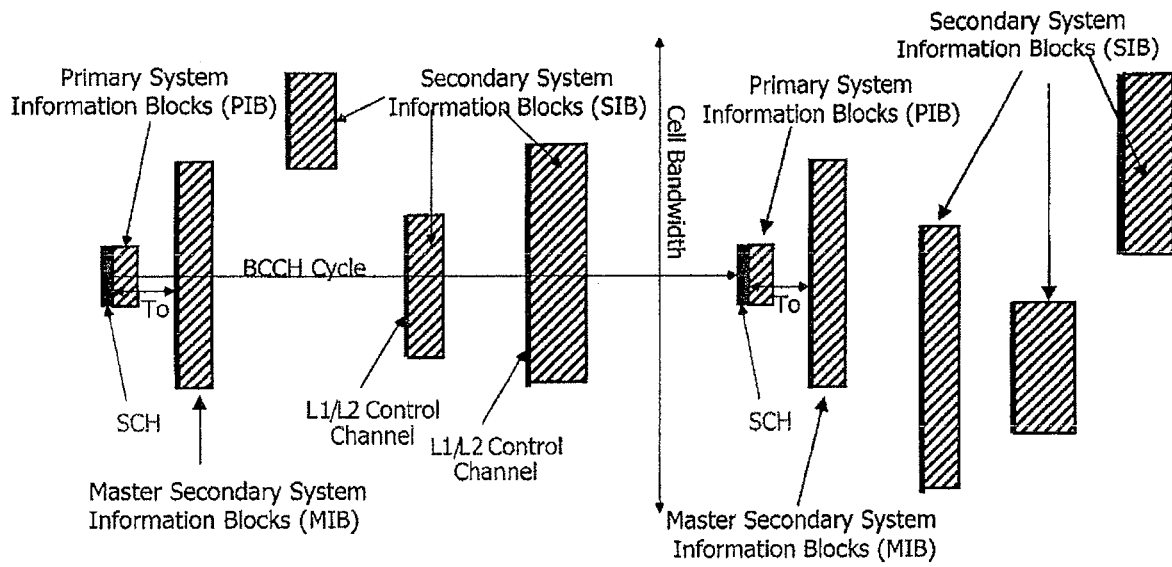 Primary System
Information Blocks (PIB)
Secondary System
Information Blocks (SIB)
Cell Bandwidth
Primary System
Information Blocks (PIB)
Secondary System
Information Blocks (SIB)
BCCH Cycle
To
To
SCH
L1/L2 Control
Channel
L1/L2 Control
Channel
SCH
Master Secondary System
Information Blocks (MIB)
Master Secondary System
Information Blocks (MIB)